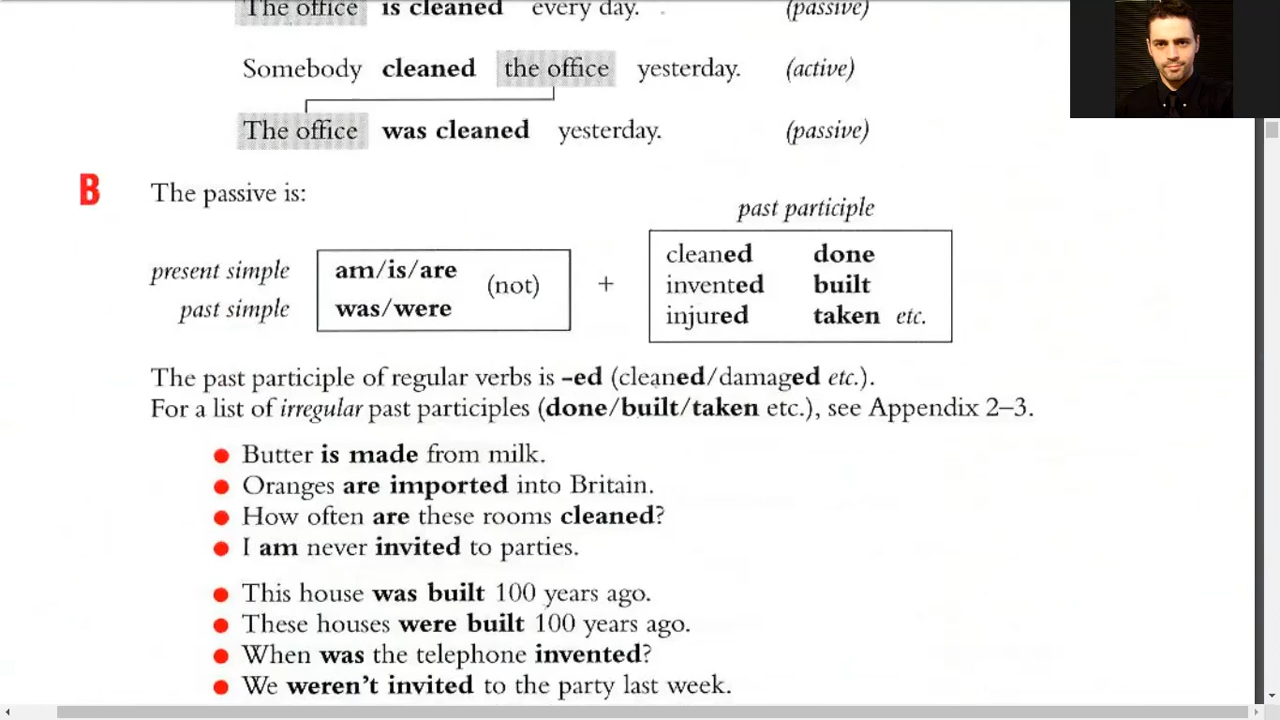 The office is cleaned every day. (passive)
Somebody cleaned the office yesterday. (active)
The office was cleaned yesterday. (passive)
B The passive is:
past participle
present simple am/is/are (not) + cleaned done
invented built
past simple was/were injured taken etc.
The past participle of regular verbs is -ed (cleaned/damaged etc.).
For a list of irregular past participles (done/built/taken etc.), see Appendix 2–3.
Butter is made from milk.
Oranges are imported into Britain.
How often are these rooms cleaned?
I am never invited to parties.
This house was built 100 years ago.
These houses were built 100 years ago.
When was the telephone invented?
We weren't invited to the party last week.